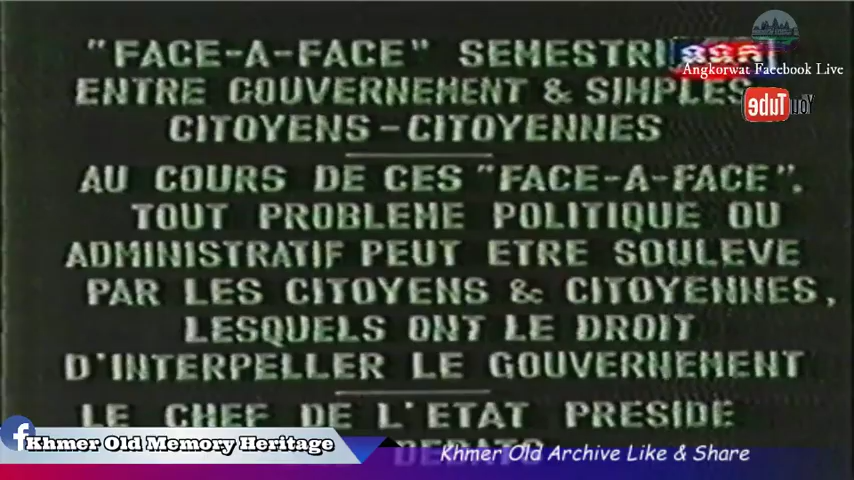 "FACE-A-FACE" SEMESTRI
Angkorwat Facebook Live
ENTRE GOUVERNEMENT & SIMPLES
YouTube
CITOYENS-CITOYENNES
AU COURS DE CES "FACE-A-FACE",
TOUT PROBLEME POLITIQUE OU
ADMINISTRATIF PEUT ETRE SOULEVE
PAR LES CITOYENS & CITOYENNES,
LESQUELS ONT LE DROIT
D'INTERPELLER LE GOUVERNEMENT
LE CHEF DE L'ETAT PRESIDE
DEBATS
f Khmer Old Memory Heritage
Khmer Old Archive Like & Share